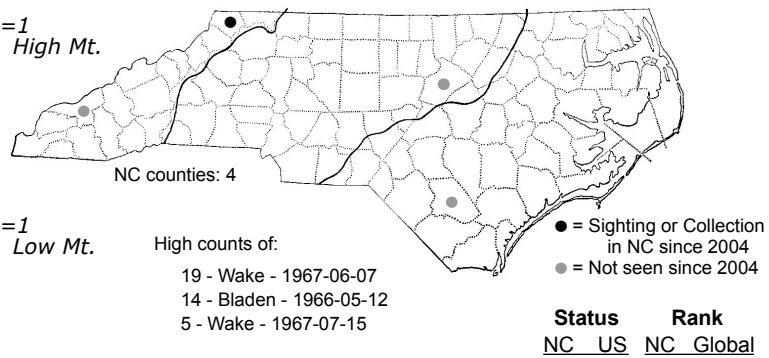 =1
High Mt.
NC counties: 4
=1
Low Mt.
High counts of:
19 - Wake - 1967-06-07
14 - Bladen - 1966-05-12
5 - Wake - 1967-07-15
= Sighting or Collection
in NC since 2004
= Not seen since 2004
Status Rank
NC US NC Global